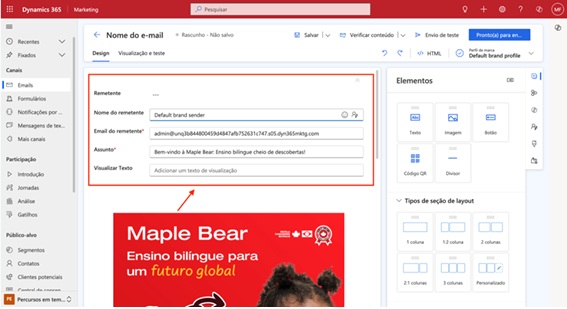 Dynamics 365
Marketing
Pesquisar
MF
Recentes
Fixados
Canais
Emails
Formulários
Notificações por ...
Mensagens de tex...
Mais canais
Participação
Introdução
Jornadas
Análise
Gatilhos
Público-alvo
Segmentos
Contatos
Clientes potenciais
PE Percursos em tem...
Nome do e-mail
Rascunho - Não salvo
Salvar
Verificar conteúdo
Envio de teste
Pronto(a) para en...
Design
Visualização e teste
HTML
Perfil de marca
Default brand profile
Remetente
---
Nome do remetente
Default brand sender
Email do remetente*
admin@unq3b844800459d4847afb752631c747.s05.dyn365mktg.com
Assunto*
Bem-vindo à Maple Bear: Ensino bilíngue cheio de descobertas!
Visualizar Texto
Adicionar um texto de visualização
Maple Bear
Ensino bilíngue para
um futuro global
Elementos
Texto
Imagem
Botão
Código QR
Divisor
Tipos de seção de layout
1 coluna
1:2 coluna
2 colunas
2:1 colunas
3 colunas
Personalizado